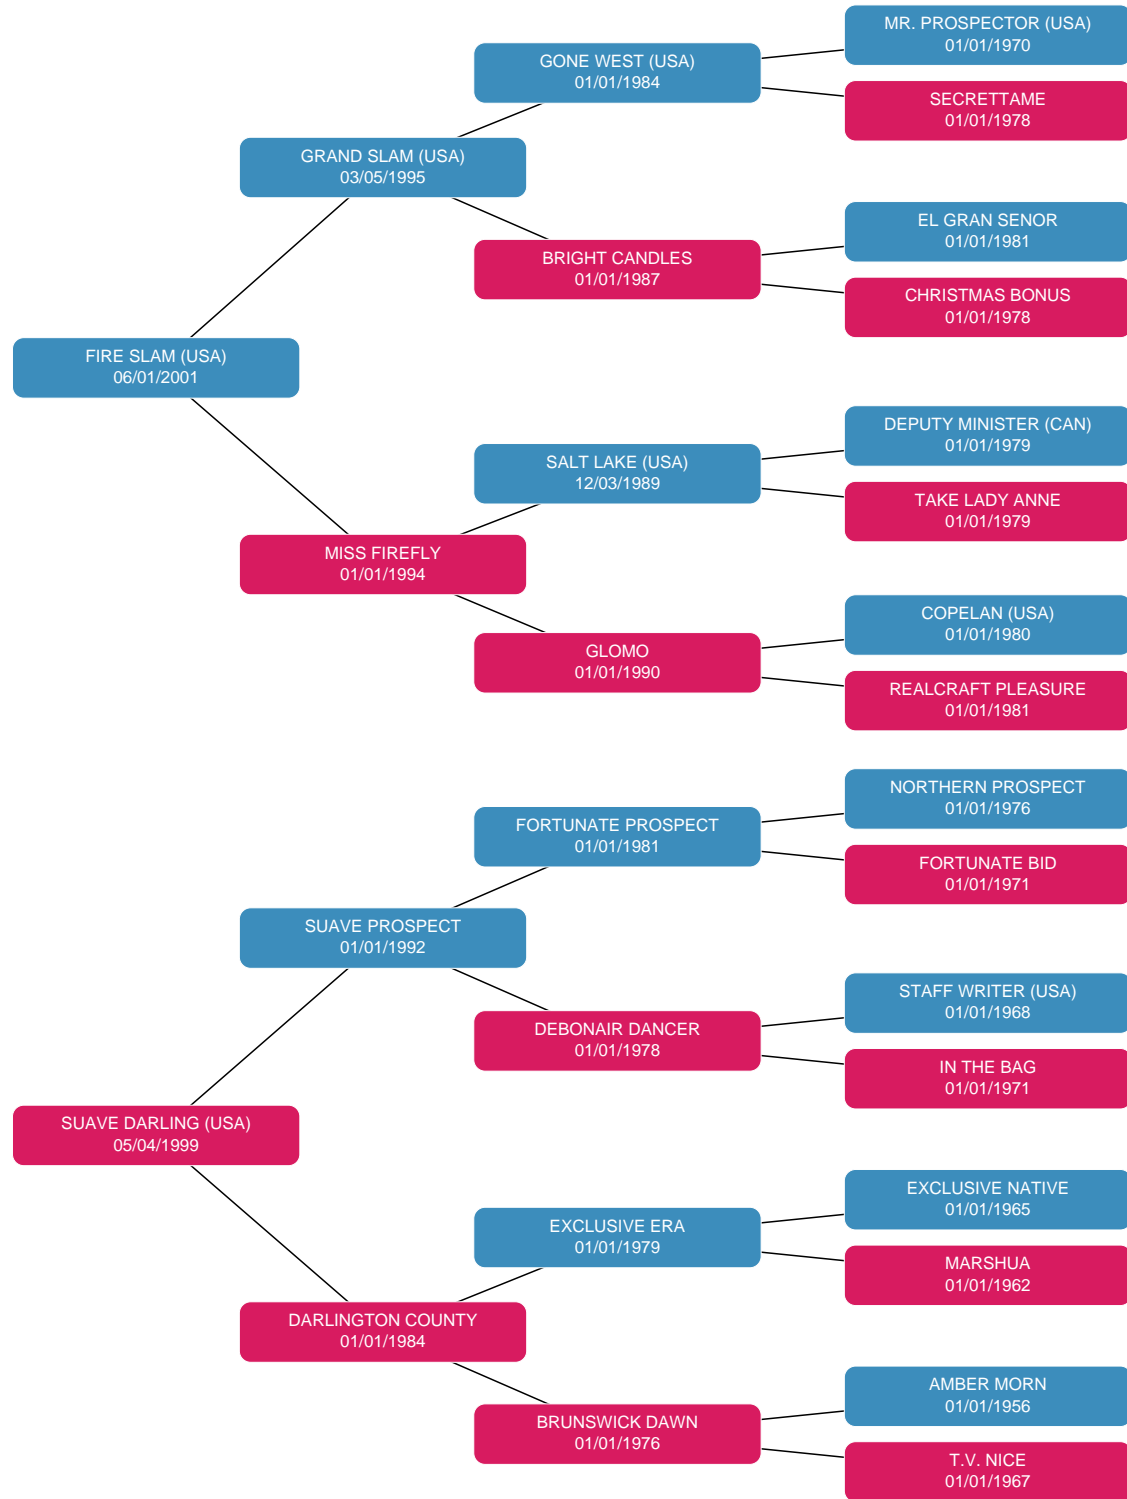 MR. PROSPECTOR (USA)
01/01/1970
GONE WEST (USA)
01/01/1984
SECRETTAME
01/01/1978
GRAND SLAM (USA)
03/05/1995
EL GRAN SENOR
01/01/1981
BRIGHT CANDLES
01/01/1987
CHRISTMAS BONUS
01/01/1978
FIRE SLAM (USA)
06/01/2001
DEPUTY MINISTER (CAN)
01/01/1979
SALT LAKE (USA)
12/03/1989
TAKE LADY ANNE
01/01/1979
MISS FIREFLY
01/01/1994
COPELAN (USA)
01/01/1980
GLOMO
01/01/1990
REALCRAFT PLEASURE
01/01/1981
NORTHERN PROSPECT
01/01/1976
FORTUNATE PROSPECT
01/01/1981
FORTUNATE BID
01/01/1971
SUAVE PROSPECT
01/01/1992
STAFF WRITER (USA)
01/01/1968
DEBONAIR DANCER
01/01/1978
IN THE BAG
01/01/1971
SUAVE DARLING (USA)
05/04/1999
EXCLUSIVE NATIVE
01/01/1965
EXCLUSIVE ERA
01/01/1979
MARSHUA
01/01/1962
DARLINGTON COUNTY
01/01/1984
AMBER MORN
01/01/1956
BRUNSWICK DAWN
01/01/1976
T.V. NICE
01/01/1967